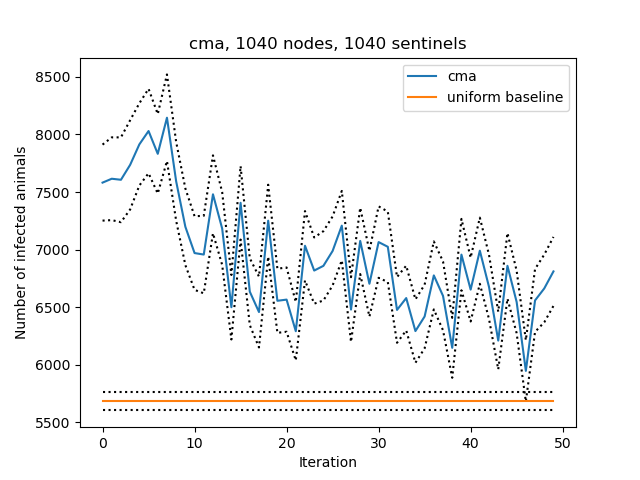 cma, 1040 nodes, 1040 sentinels
cma
uniform baseline
Number of infected animals
8500
8000
7500
7000
6500
6000
5500
0 10 20 30 40 50
Iteration